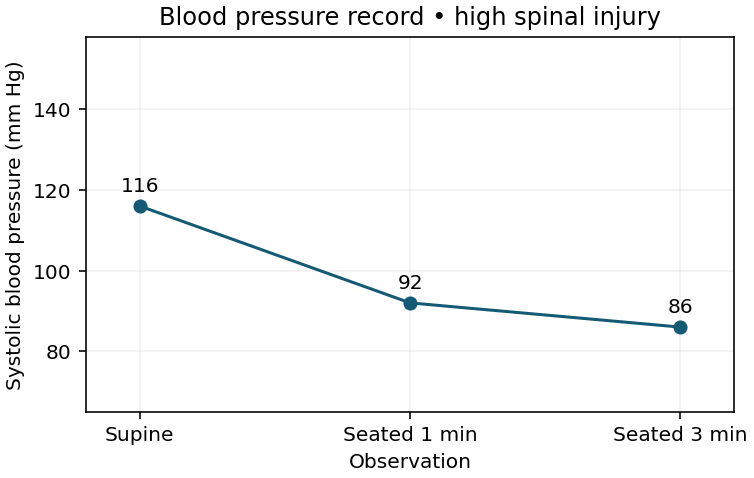 Blood pressure record • high spinal injury
Systolic blood pressure (mm Hg)
140
120
100
80
116
92
86
Supine
Seated 1 min
Seated 3 min
Observation